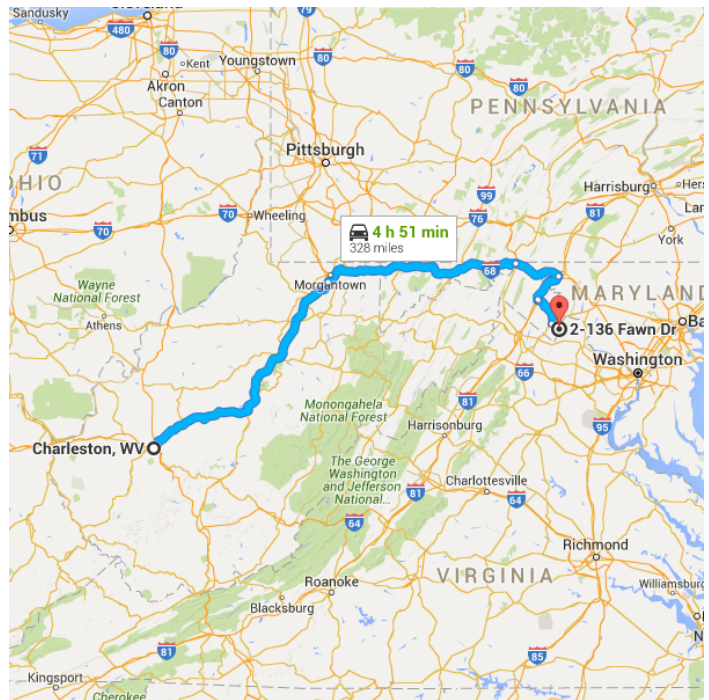 Sandusky
Cleveland
79
480
80
Kent
Youngstown
80
80
80
Akron
Canton
PENNSYLVANIA
71
Pittsburgh
OHIO
99
Harrisburg
81
70
Wheeling
76
70
York
4 h 51 min
328 miles
68
Morgantown
Wayne
National Forest
MARYLAND
Athens
2-136 Fawn Dr
66
Washington
Monongahela
National Forest
81
Harrisonburg
95
Charleston, WV
The George
Washington
and Jefferson
National...
81
Charlottesville
64
64
Richmond
Roanoke
VIRGINIA
Williamsburg
Blacksburg
81
85
Kingsport
Cherokee